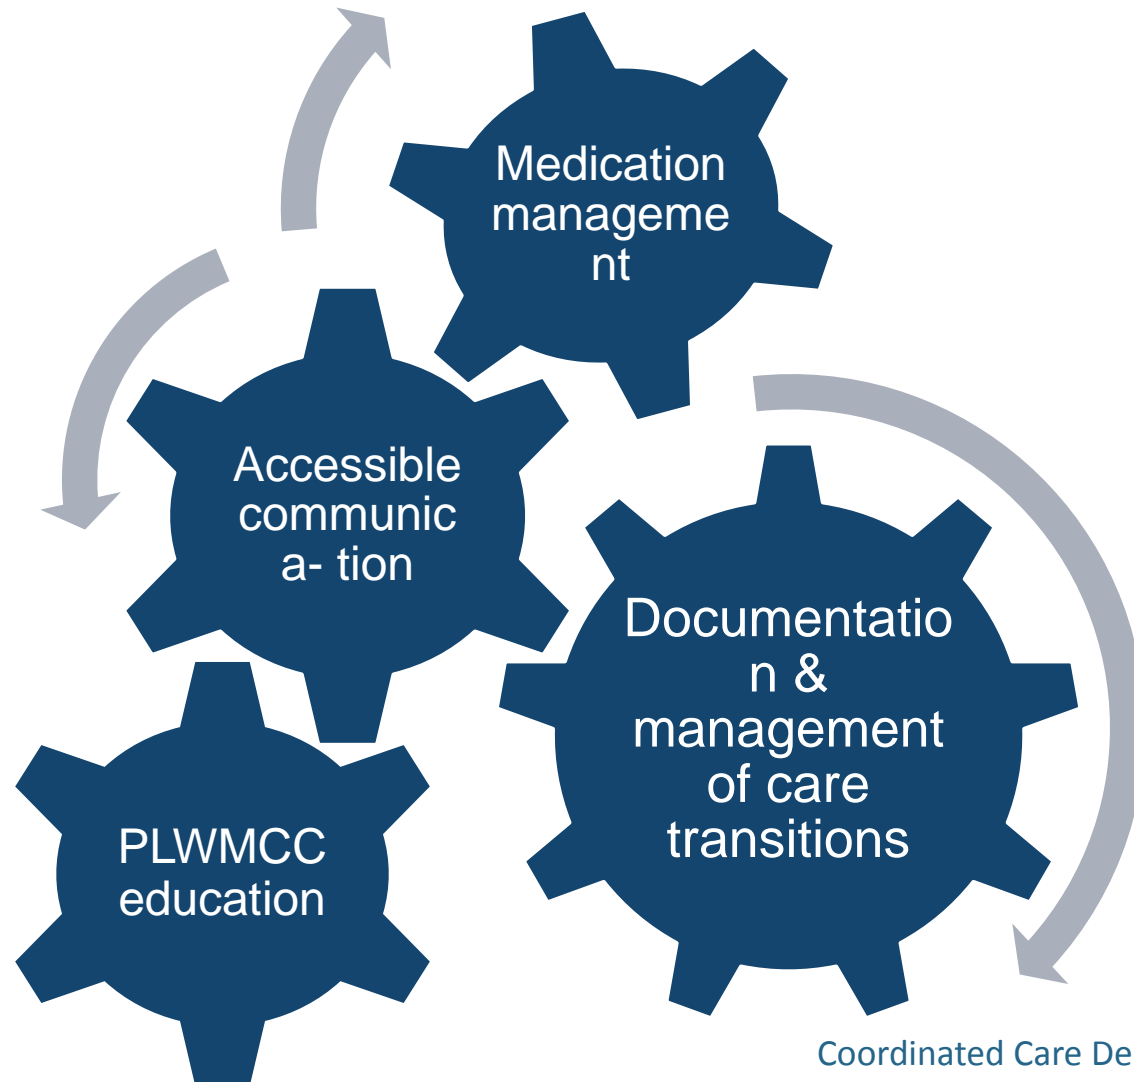 Medication
manageme
nt
Accessible
communic
a- tion
Documentatio
n &
management
of care
transitions
PLWMCC
education
Coordinated Care De